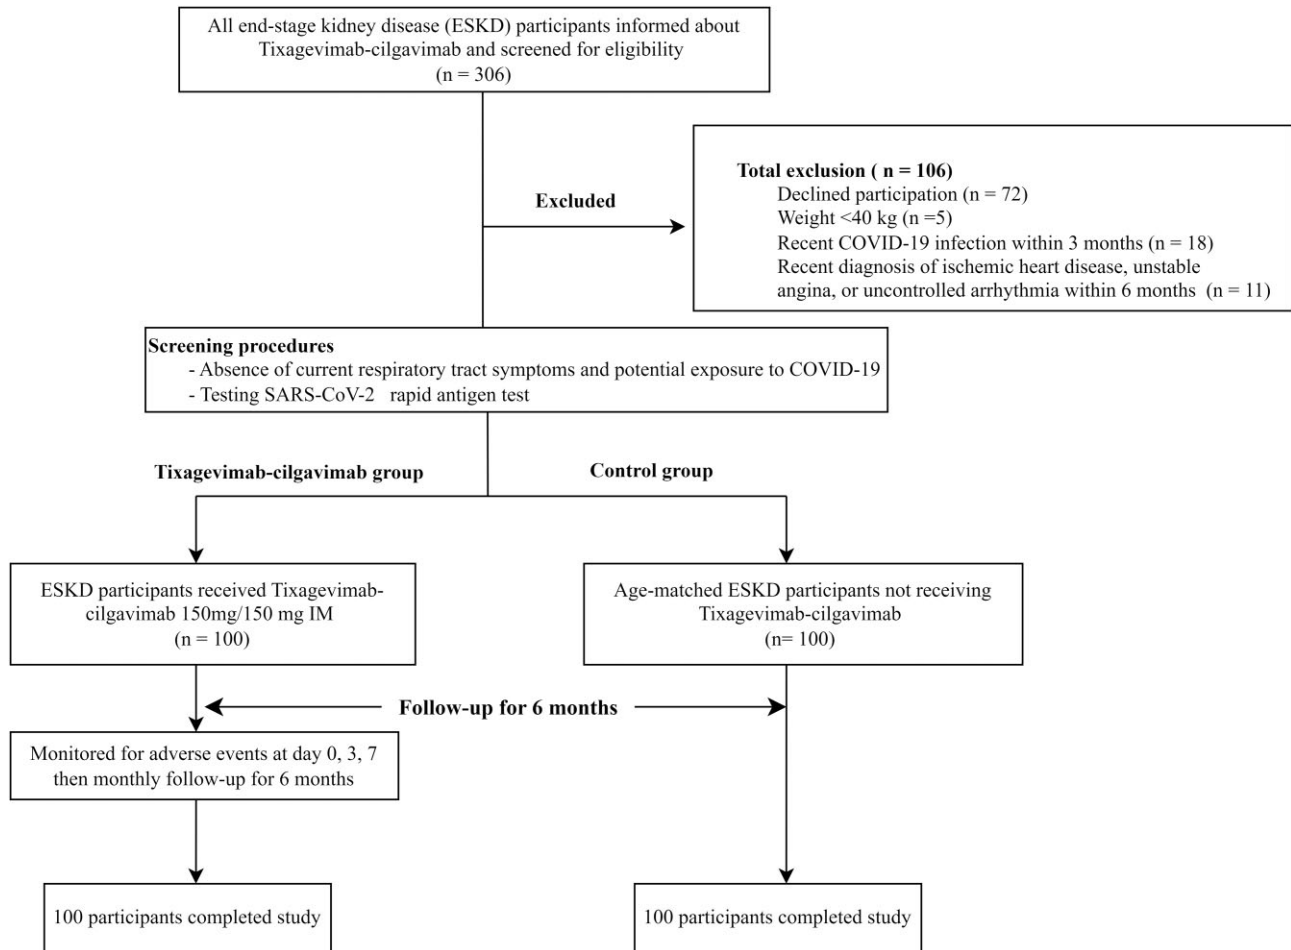 All end-stage kidney disease (ESKD) participants informed about
Tixagevimab-cilgavimab and screened for eligibility
(n = 306)
Excluded
Total exclusion ( n = 106)
Declined participation (n = 72)
Weight <40 kg (n =5)
Recent COVID-19 infection within 3 months (n = 18)
Recent diagnosis of ischemic heart disease, unstable
angina, or uncontrolled arrhythmia within 6 months (n = 11)
Screening procedures
- Absence of current respiratory tract symptoms and potential exposure to COVID-19
- Testing SARS-CoV-2 rapid antigen test
Tixagevimab-cilgavimab group
Control group
ESKD participants received Tixagevimab-
cilgavimab 150mg/150 mg IM
(n = 100)
Age-matched ESKD participants not receiving
Tixagevimab-cilgavimab
(n= 100)
Follow-up for 6 months
Monitored for adverse events at day 0, 3, 7
then monthly follow-up for 6 months
100 participants completed study
100 participants completed study